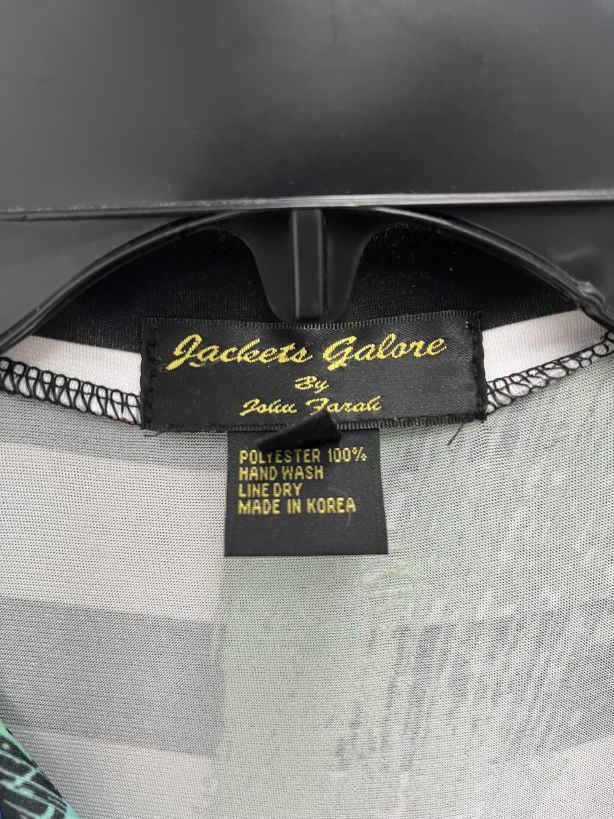 Jackets Galore
By
John Farah
POLYESTER 100%
HAND WASH
LINE DRY
MADE IN KOREA